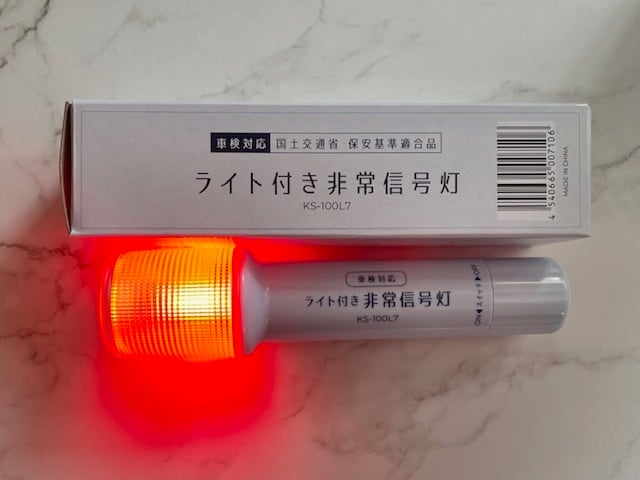 車検対応 国土交通省 保安基準適合品
ライト付き非常信号灯
KS-100L7
4 540665 007106
MADE IN CHINA
車検対応
ライト付き非常信号灯
KS-100L7
ON◀スイッチ▶OFF